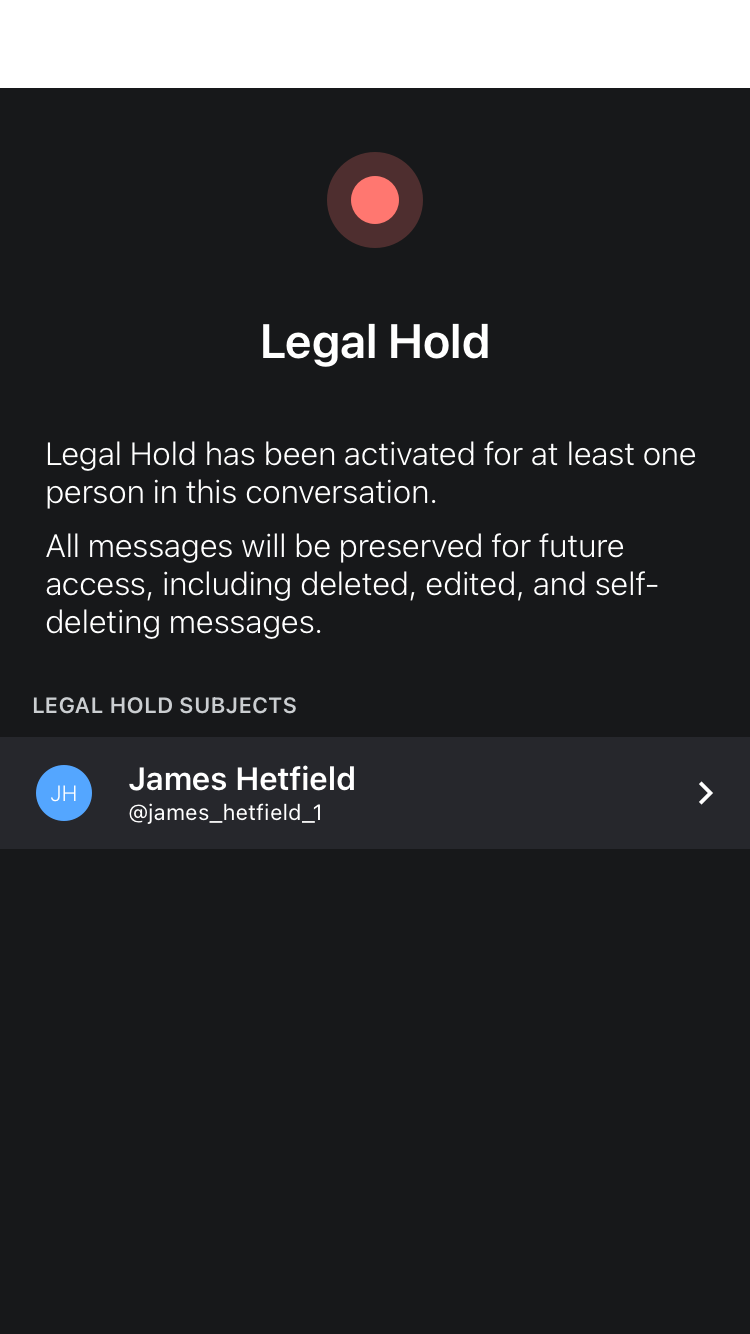 Legal Hold
Legal Hold has been activated for at least one
person in this conversation.
All messages will be preserved for future
access, including deleted, edited, and self-
deleting messages.
LEGAL HOLD SUBJECTS
JH
James Hetfield
@james_hetfield_1